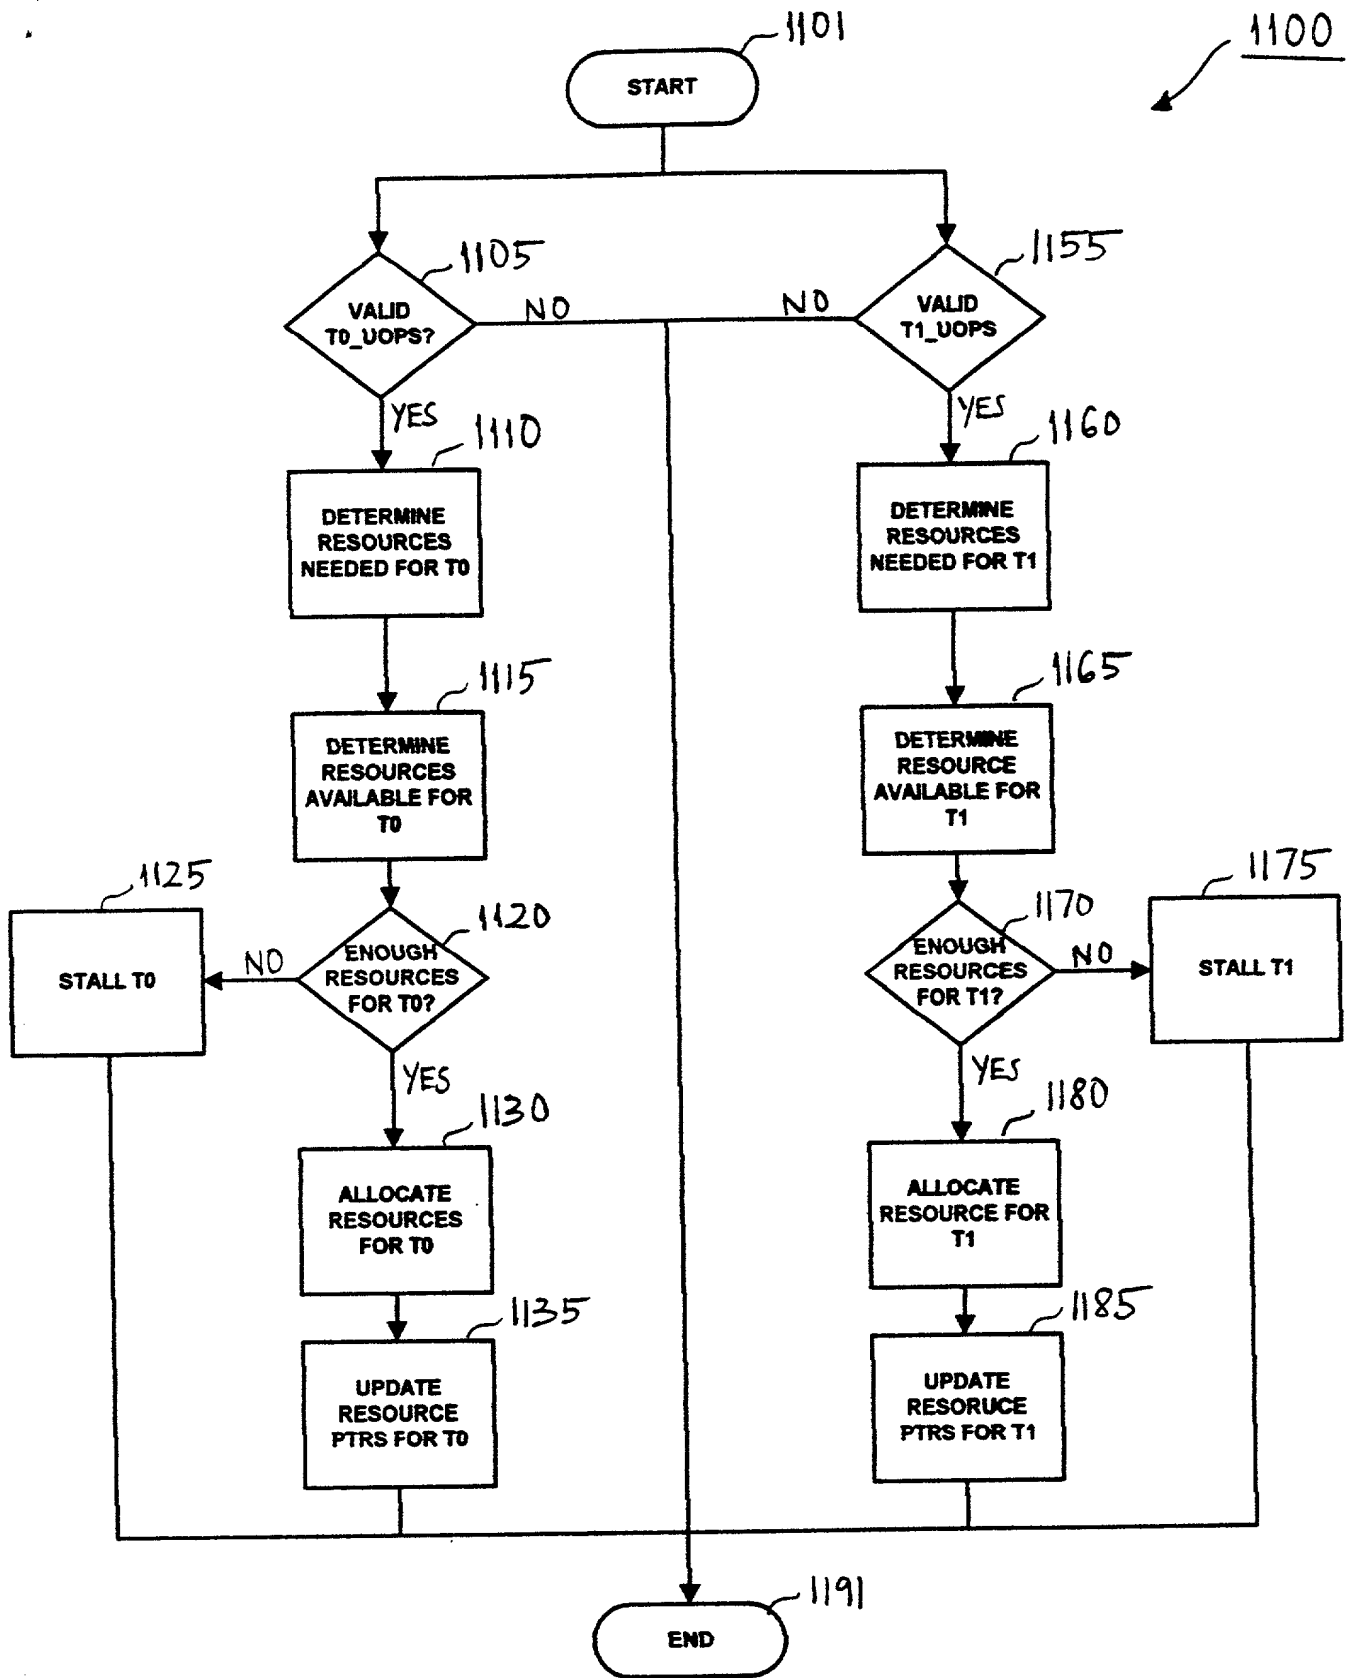 1101
1100
START
1105
1155
VALID
T0_UOPS?
NO
NO
VALID
T1_UOPS
YES
YES
1110
1160
DETERMINE
RESOURCES
NEEDED FOR T0
DETERMINE
RESOURCES
NEEDED FOR T1
1115
1165
DETERMINE
RESOURCES
AVAILABLE FOR
T0
DETERMINE
RESOURCE
AVAILABLE FOR
T1
1125
1120
1170
1175
STALL T0
NO
ENOUGH
RESOURCES
FOR T0?
ENOUGH
RESOURCES
FOR T1?
NO
STALL T1
YES
YES
1130
1180
ALLOCATE
RESOURCES
FOR T0
ALLOCATE
RESOURCE FOR
T1
1135
1185
UPDATE
RESOURCE
PTRS FOR T0
UPDATE
RESORUCE
PTRS FOR T1
1191
END